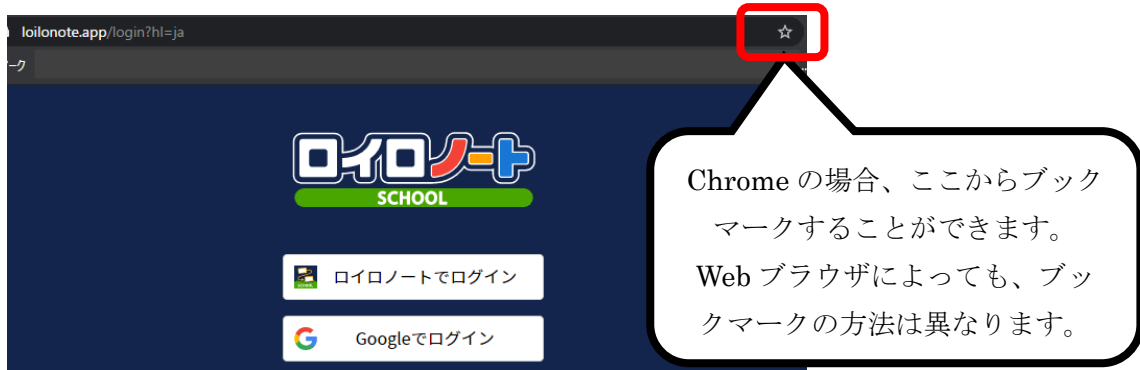 loilonote.app/login?hl=ja
ーク
ロイロノート
SCHOOL
ロイロノートでログイン
Googleでログイン
Chrome の場合、ここからブック
マークすることができます。
Web ブラウザによっても、ブッ
クマークの方法は異なります。